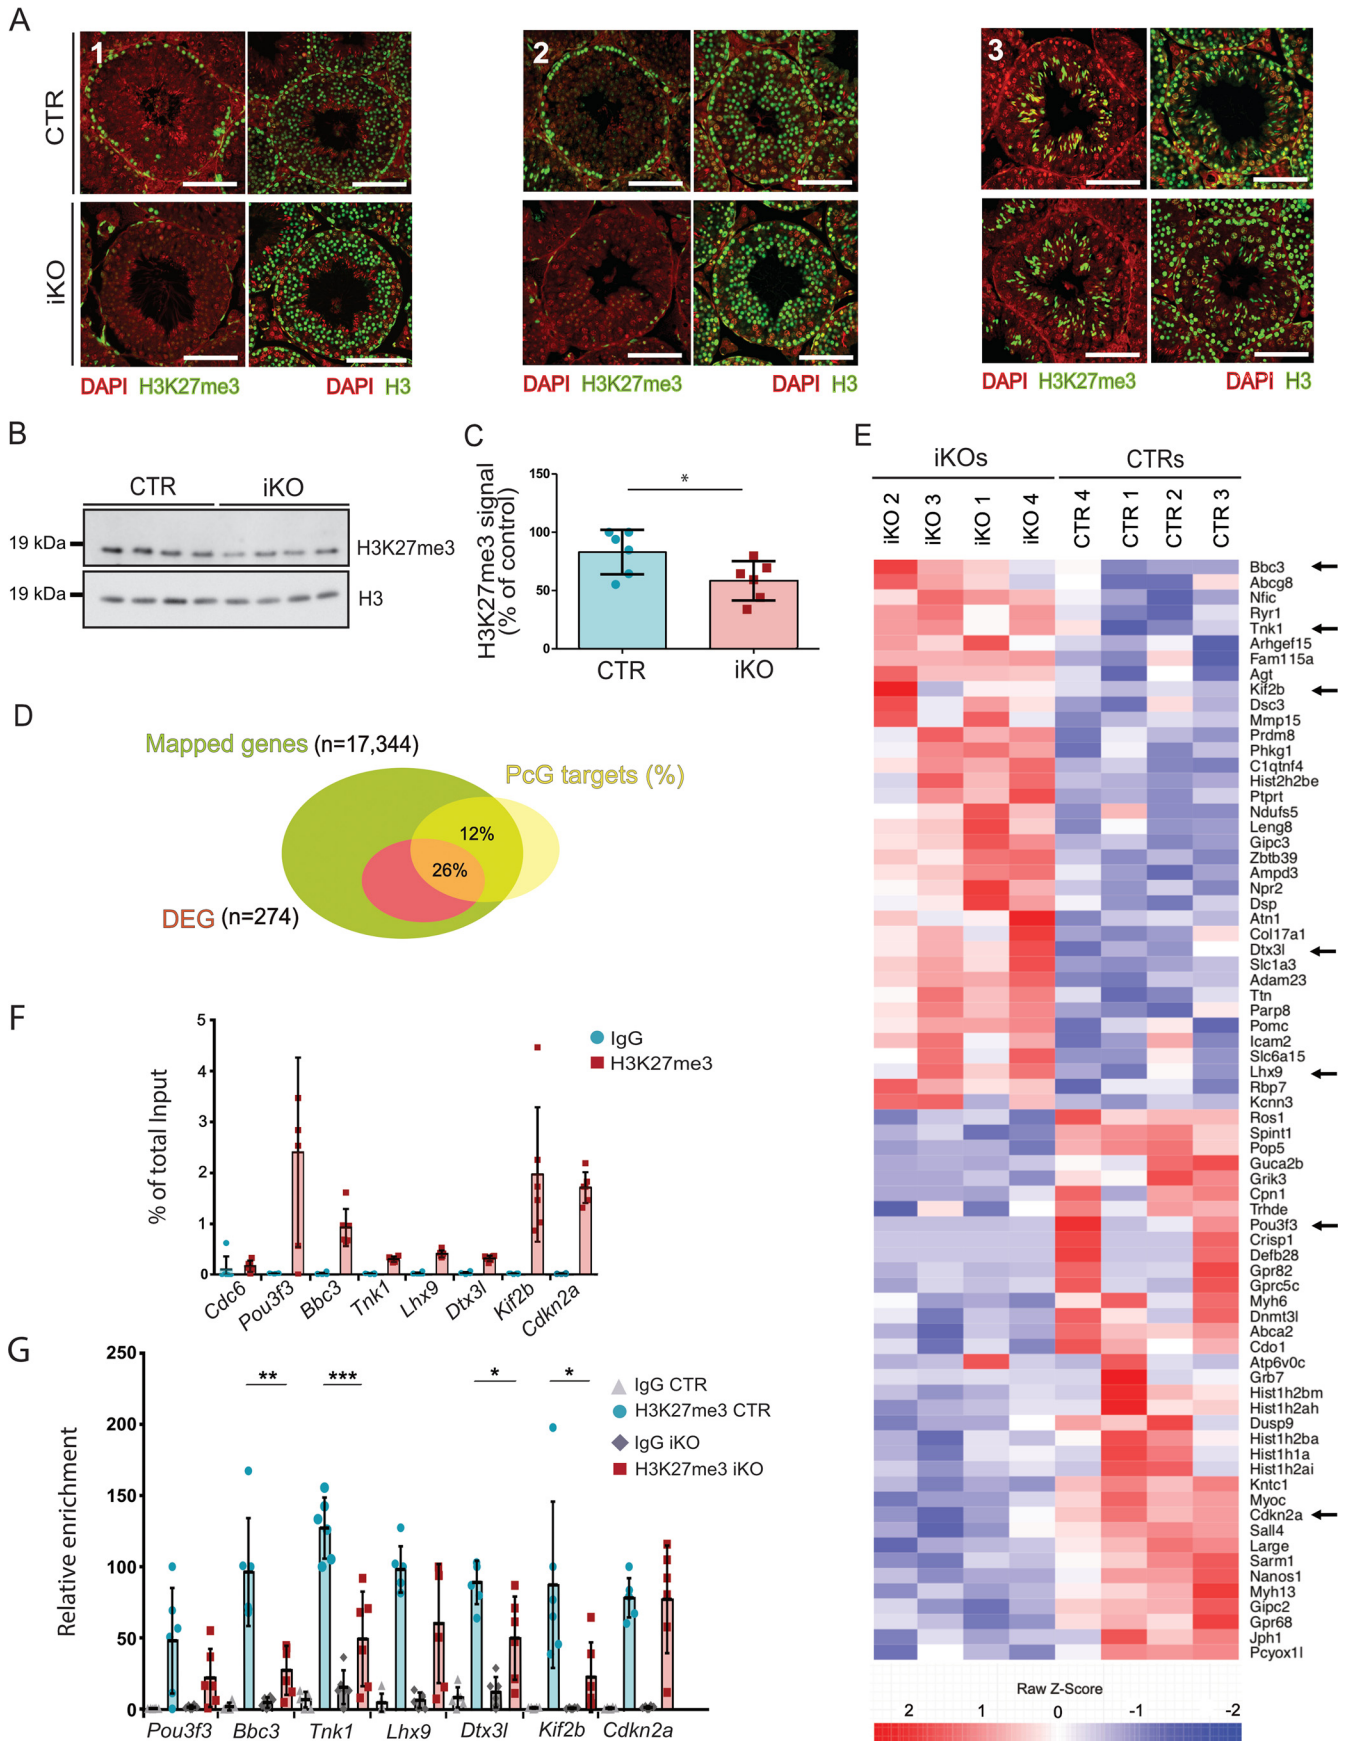 A
CTR
iKO
1
2
3
DAPI H3K27me3
DAPI H3
DAPI H3K27me3
DAPI H3
DAPI H3K27me3
DAPI H3
B
CTR
iKO
19 kDa
H3K27me3
19 kDa
H3
C
H3K27me3 signal
(% of control)
150
100
50
0
*
CTR
iKO
D
Mapped genes (n=17,344)
PcG targets (%)
12%
26%
DEG (n=274)
E
iKOs
CTRs
iKO 2
iKO 3
iKO 1
iKO 4
CTR 4
CTR 1
CTR 2
CTR 3
Bbc3
Abcg8
Nfic
Ryr1
Tnk1
Arhgef15
Fam115a
Agt
Kif2b
Dsc3
Mmp15
Prdm8
Phkg1
C1qtnf4
Hist2h2be
Ptprt
Ndufs5
Leng8
Gipc3
Zbtb39
Ampd3
Npr2
Dsp
Atn1
Col17a1
Dtx3l
Slc1a3
Adam23
Ttn
Parp8
Pomc
Icam2
Slc6a15
Lhx9
Rbp7
Kcnn3
Ros1
Spint1
Pop5
Guca2b
Grik3
Cpn1
Trhde
Pou3f3
Crisp1
Defb28
Gpr82
Gprc5c
Myh6
Dnmt3l
Abca2
Cdo1
Atp6v0c
Grb7
Hist1h2bm
Hist1h2ah
Dusp9
Hist1h2ba
Hist1h1a
Hist1h2ai
Kntc1
Myoc
Cdkn2a
Sall4
Large
Sarm1
Nanos1
Myh13
Gipc2
Gpr68
Jph1
Pcyox1l
Raw Z-Score
2 1 0 -1 -2
F
% of total Input
5
4
3
2
1
0
IgG
H3K27me3
Cdc6
Pou3f3
Bbc3
Tnk1
Lhx9
Dtx3l
Kif2b
Cdkn2a
G
Relative enrichment
250
200
150
100
50
0
**
***
*
*
IgG CTR
H3K27me3 CTR
IgG iKO
H3K27me3 iKO
Pou3f3 Bbc3 Tnk1 Lhx9 Dtx3l Kif2b Cdkn2a